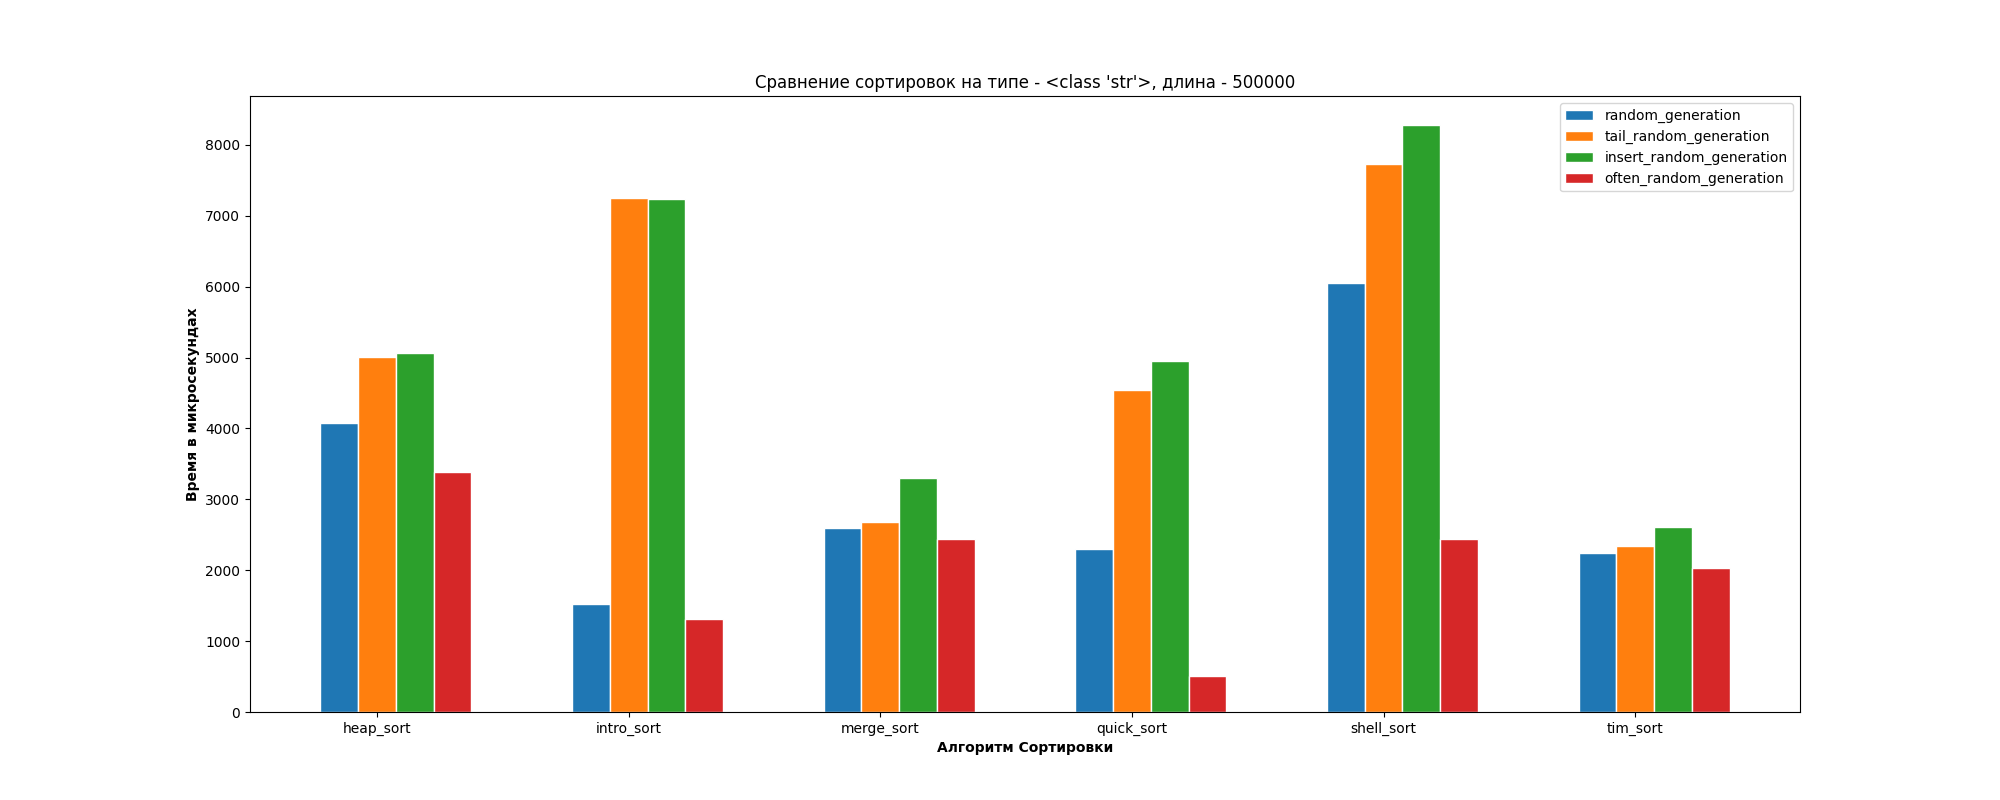 Сравнение сортировок на типе - <class 'str'>, длина - 500000
random_generation
tail_random_generation
insert_random_generation
often_random_generation
Время в микросекундах
8000
7000
6000
5000
4000
3000
2000
1000
0
heap_sort
intro_sort
merge_sort
quick_sort
shell_sort
tim_sort
Алгоритм Сортировки